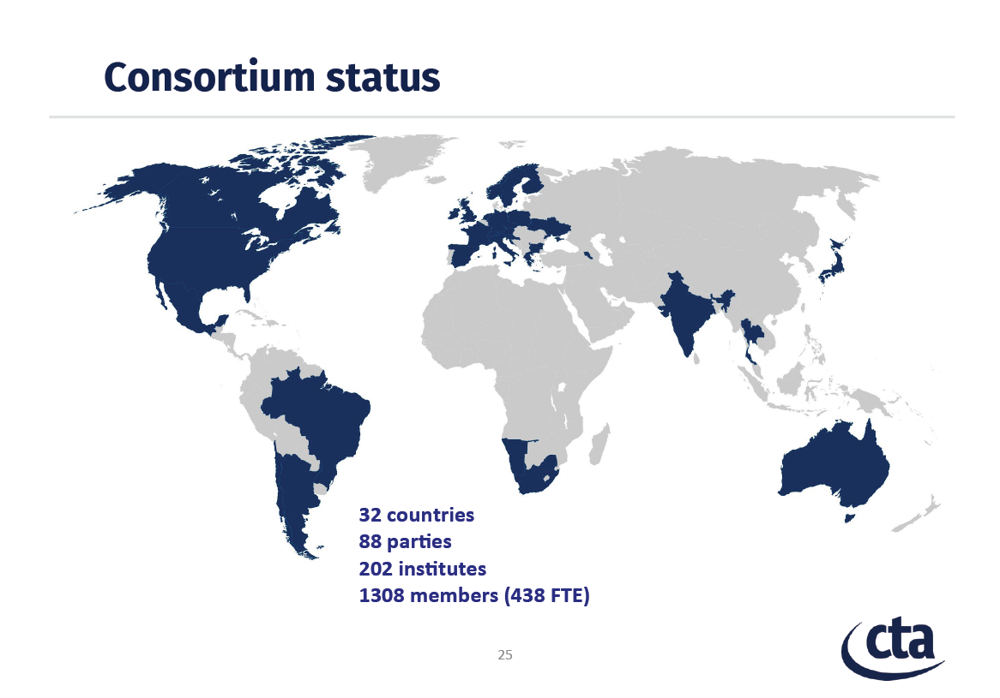 Consortium status
32 countries
88 parties
202 institutes
1308 members (438 FTE)
25
cta